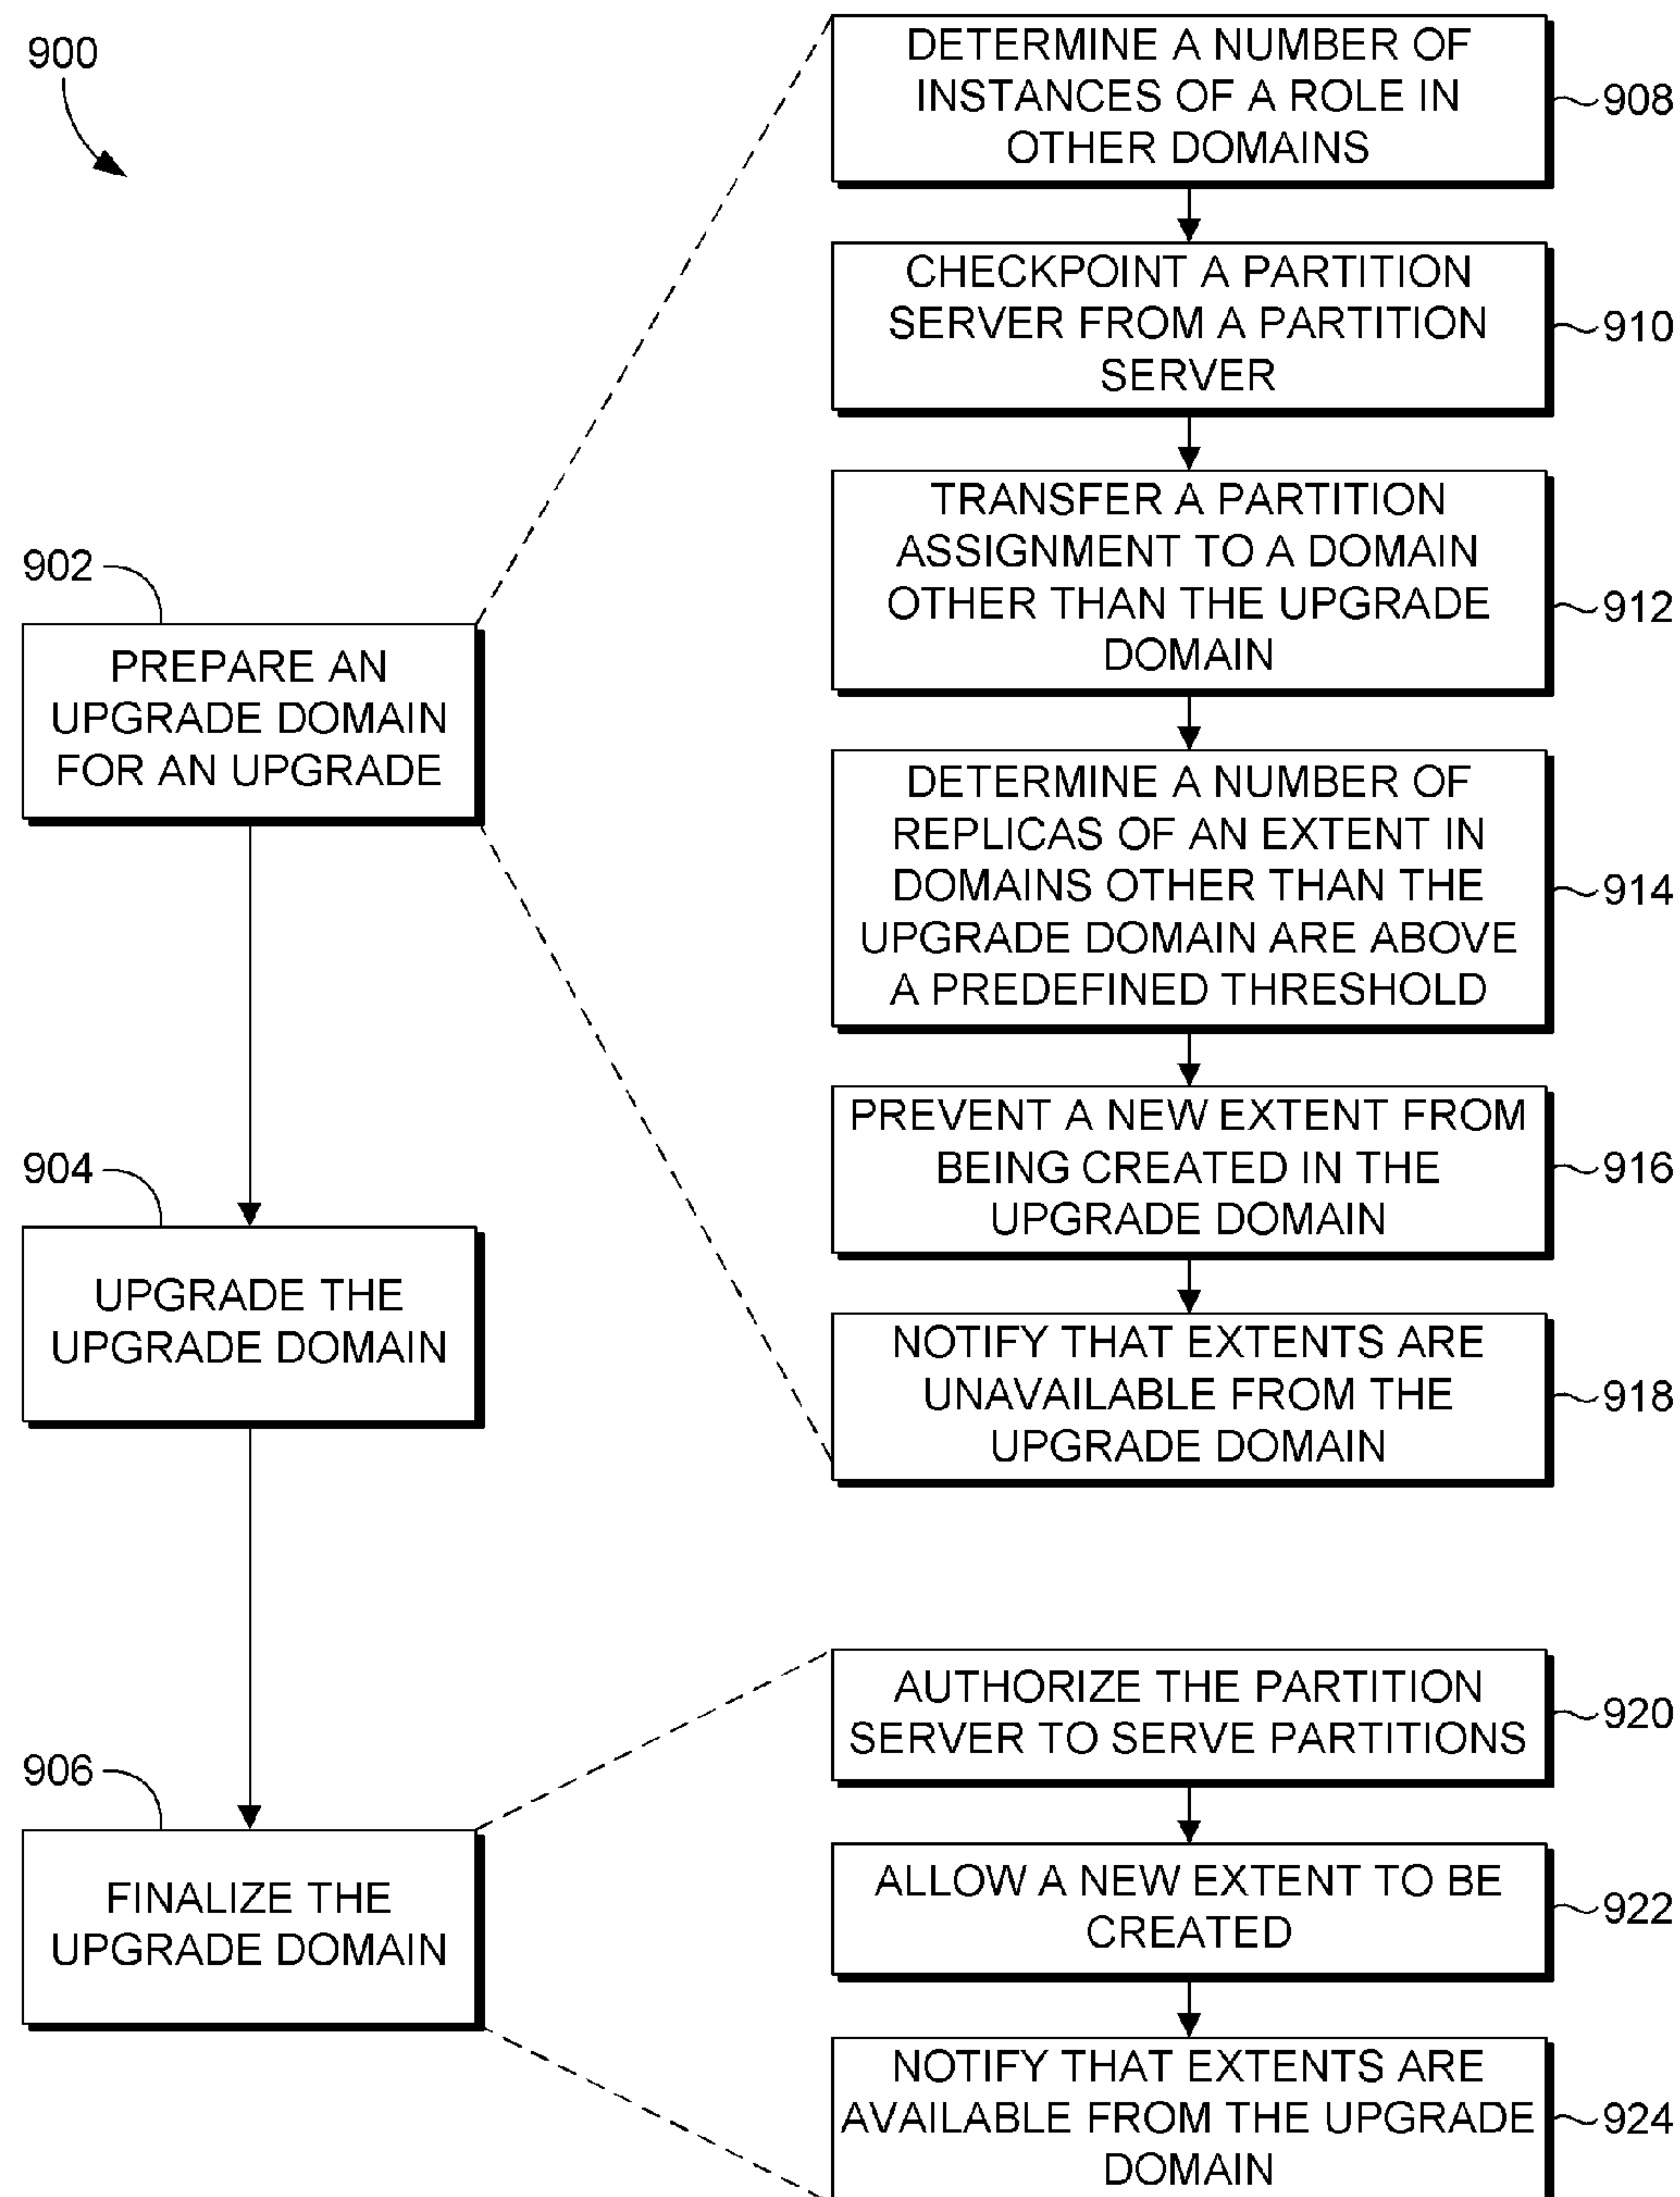 900
902
PREPARE AN
UPGRADE DOMAIN
FOR AN UPGRADE
904
UPGRADE THE
UPGRADE DOMAIN
906
FINALIZE THE
UPGRADE DOMAIN
DETERMINE A NUMBER OF
INSTANCES OF A ROLE IN
OTHER DOMAINS
908
CHECKPOINT A PARTITION
SERVER FROM A PARTITION
SERVER
910
TRANSFER A PARTITION
ASSIGNMENT TO A DOMAIN
OTHER THAN THE UPGRADE
DOMAIN
912
DETERMINE A NUMBER OF
REPLICAS OF AN EXTENT IN
DOMAINS OTHER THAN THE
UPGRADE DOMAIN ARE ABOVE
A PREDEFINED THRESHOLD
914
PREVENT A NEW EXTENT FROM
BEING CREATED IN THE
UPGRADE DOMAIN
916
NOTIFY THAT EXTENTS ARE
UNAVAILABLE FROM THE
UPGRADE DOMAIN
918
AUTHORIZE THE PARTITION
SERVER TO SERVE PARTITIONS
920
ALLOW A NEW EXTENT TO BE
CREATED
922
NOTIFY THAT EXTENTS ARE
AVAILABLE FROM THE UPGRADE
DOMAIN
924